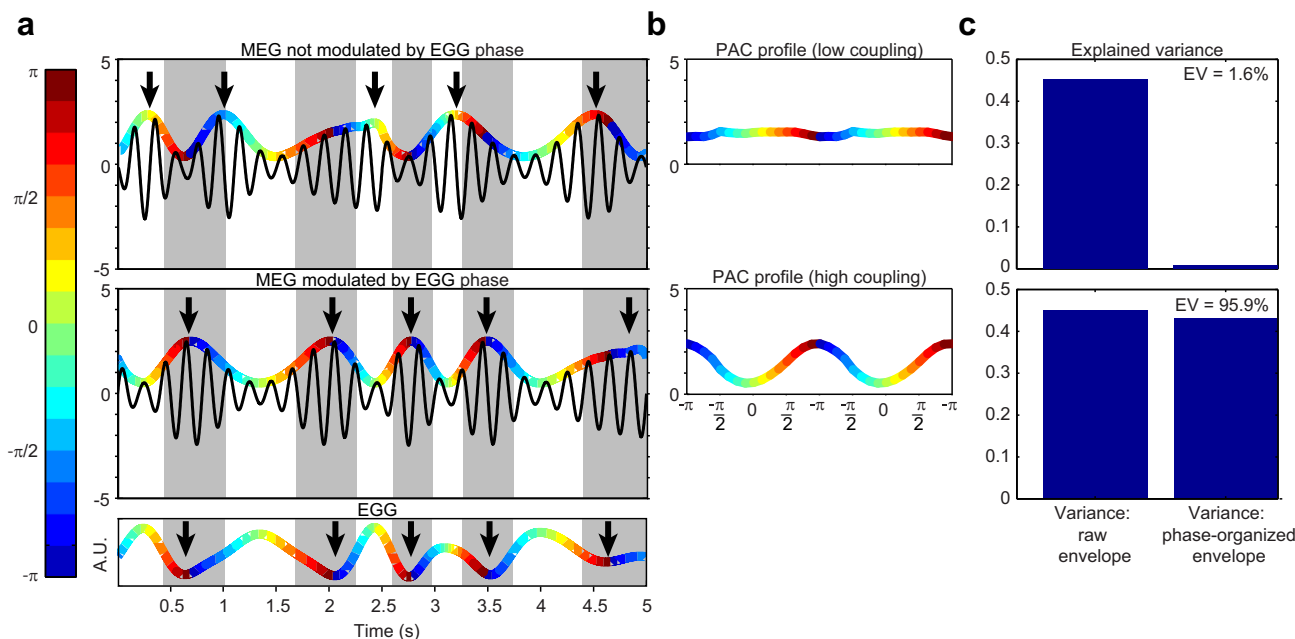 a
b
c
MEG not modulated by EGG phase
PAC profile (low coupling)
Explained variance
π
π/2
0
-π/2
-π
5
0
-5
5
0
EV = 1.6%
0.5
0.4
0.3
0.2
0.1
0
MEG modulated by EGG phase
PAC profile (high coupling)
5
0
5
5
0
-π
-π/2
0
π/2
-π
-π/2
0
π/2
-π
EV = 95.9%
0.5
0.4
0.3
0.2
0.1
0
Variance:
raw
envelope
Variance:
phase-organized
envelope
EGG
A.U.
0.5 1 1.5 2 2.5 3 3.5 4 4.5 5
Time (s)